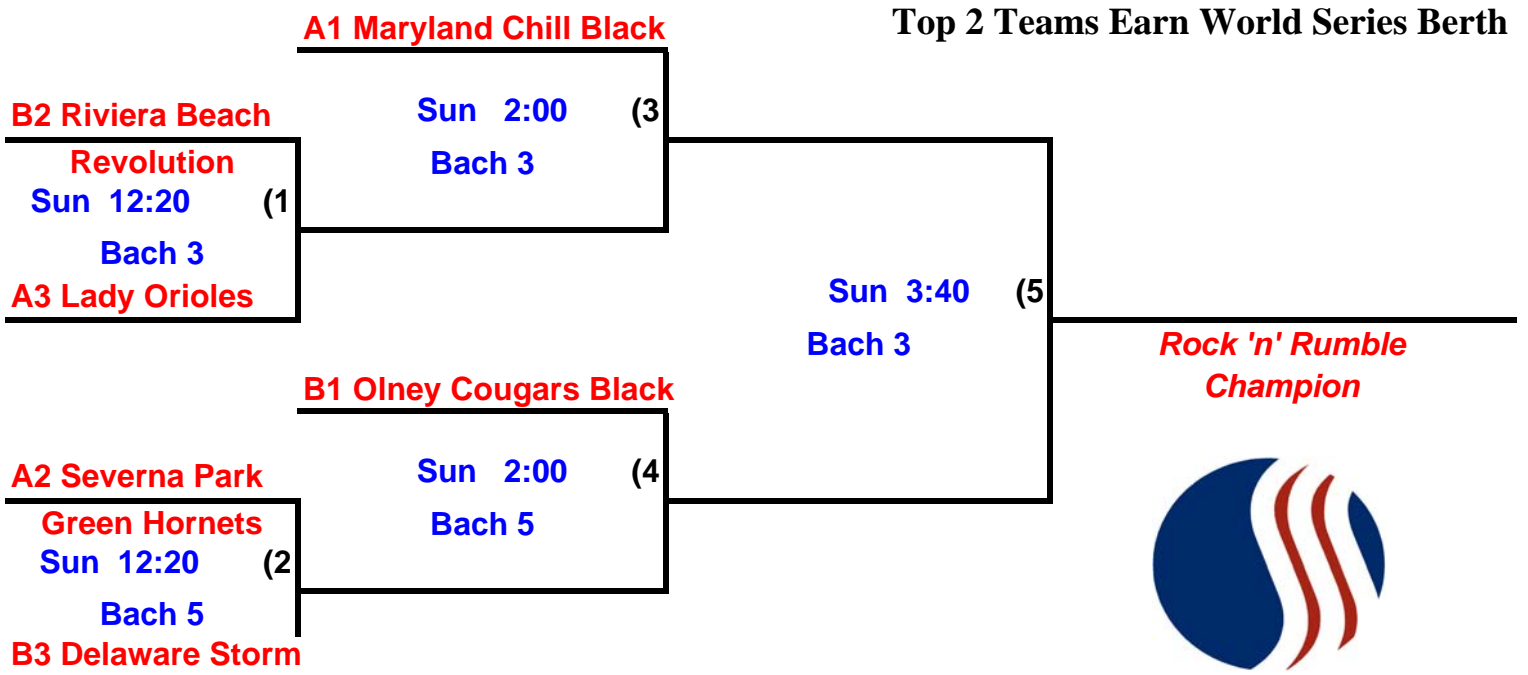 Top 2 Teams Earn World Series Berth
A1 Maryland Chill Black
Sun 2:00 (3
Bach 3
B2 Riviera Beach
Revolution
Sun 12:20 (1
Bach 3
A3 Lady Orioles
Sun 3:40 (5
Bach 3
Rock 'n' Rumble
Champion
B1 Olney Cougars Black
Sun 2:00 (4
Bach 5
A2 Severna Park
Green Hornets
Sun 12:20 (2
Bach 5
B3 Delaware Storm